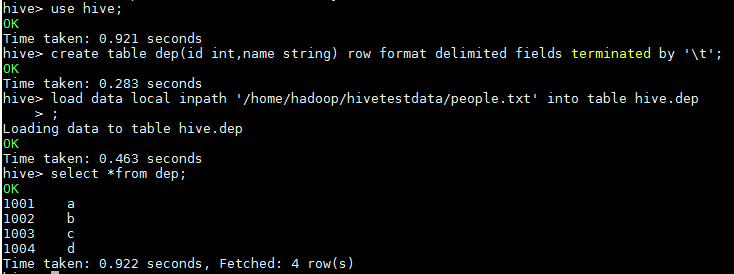 hive> use hive;
OK
Time taken: 0.921 seconds
hive> create table dep(id int,name string) row format delimited fields terminated by '\t';
OK
Time taken: 0.283 seconds
hive> load data local inpath '/home/hadoop/hivetestdata/people.txt' into table hive.dep
    > ;
Loading data to table hive.dep
OK
Time taken: 0.463 seconds
hive> select *from dep;
OK
1001    a
1002    b
1003    c
1004    d
Time taken: 0.922 seconds, Fetched: 4 row(s)